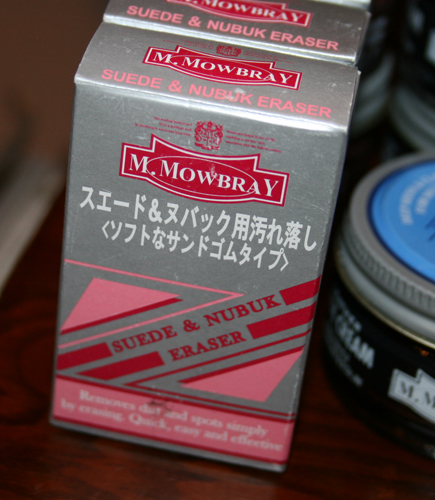 M. MOWBRAY
SUEDE & NUBUK ERASER
M. MOWBRAY
SUEDE & NUBUK ERASER
M. MOWBRAY
スエード&ヌバック用汚れ落し
〈ソフトなサンドゴムタイプ〉
SUEDE & NUBUK
ERASER
Removes dirt and spots simply
by erasing. Quick, easy and effective
CREAM
M. MOWB